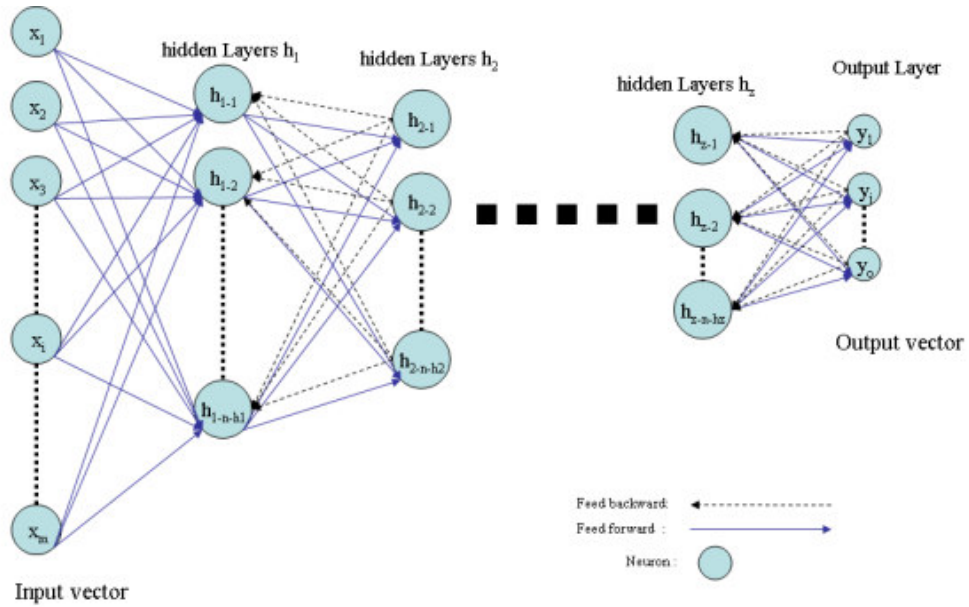 x1
x2
x3
xi
xm
Input vector
hidden Layers h1
h1-1
h1-2
h1-n-h1
hidden Layers h2
h2-1
h2-2
h2-n-h2
hidden Layers hz
hz-1
hz-2
hz-n-hz
Output Layer
y1
yj
yo
Output vector
Feed backward:
Feed forward :
Neuron :